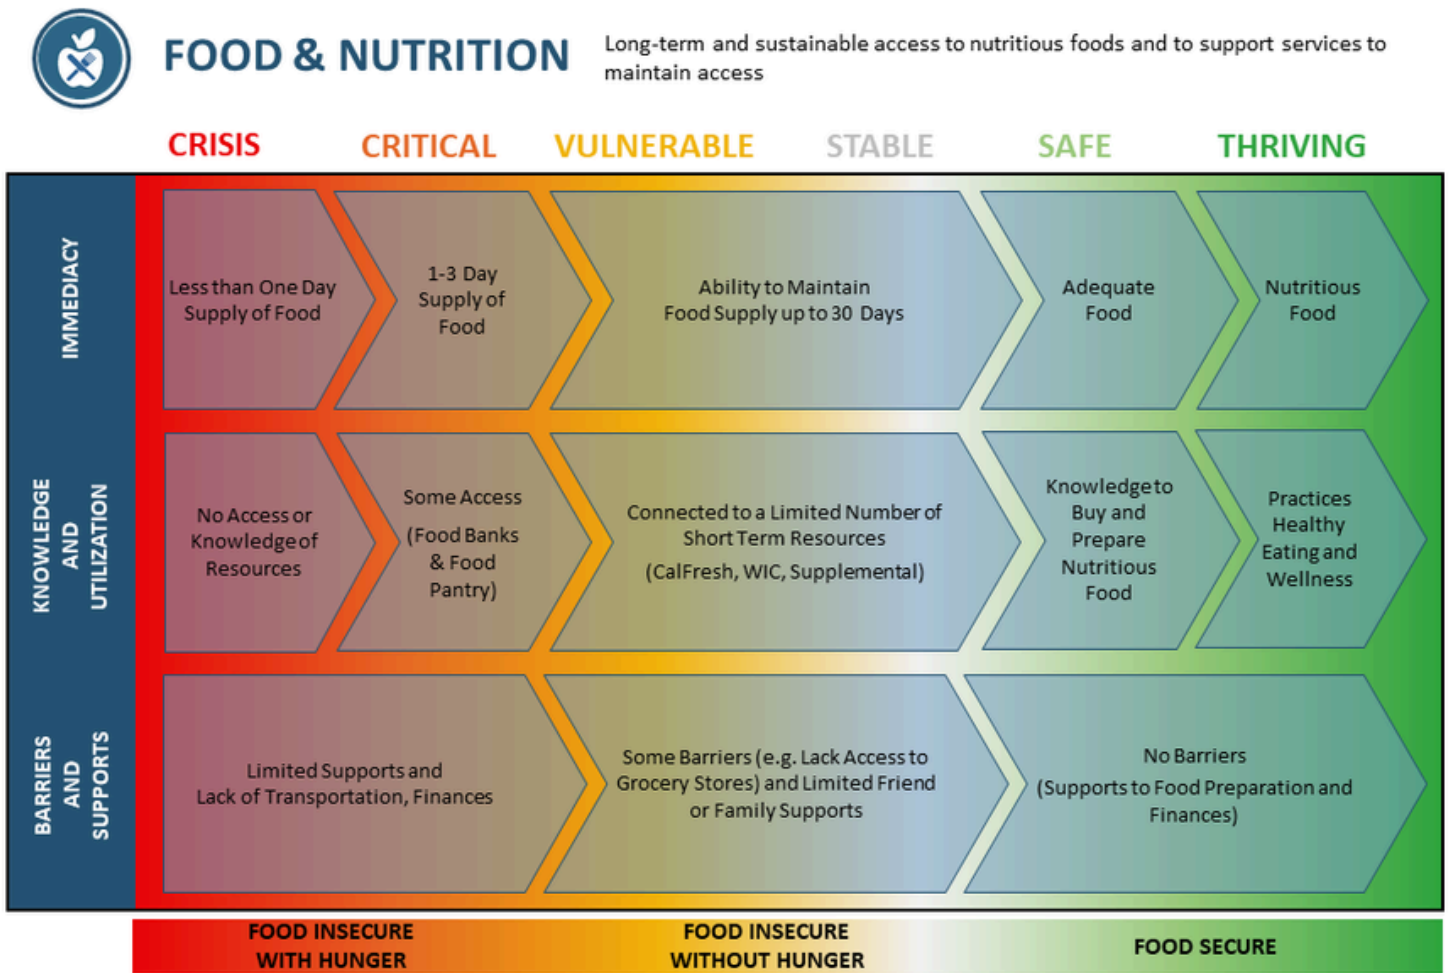 FOOD & NUTRITION
Long-term and sustainable access to nutritious foods and to support services to
maintain access
CRISIS
CRITICAL
VULNERABLE
STABLE
SAFE
THRIVING
IMMEDIACY
Less than One Day
Supply of Food
1-3 Day
Supply of
Food
Ability to Maintain
Food Supply up to 30 Days
Adequate
Food
Nutritious
Food
KNOWLEDGE
AND
UTILIZATION
No Access or
Knowledge of
Resources
Some Access
(Food Banks
& Food
Pantry)
Connected to a Limited Number of
Short Term Resources
(CalFresh, WIC, Supplemental)
Knowledge to
Buy and
Prepare
Nutritious
Food
Practices
Healthy
Eating and
Wellness
BARRIERS
AND
SUPPORTS
Limited Supports and
Lack of Transportation, Finances
Some Barriers (e.g. Lack Access to
Grocery Stores) and Limited Friend
or Family Supports
No Barriers
(Supports to Food Preparation and
Finances)
FOOD INSECURE
WITH HUNGER
FOOD INSECURE
WITHOUT HUNGER
FOOD SECURE